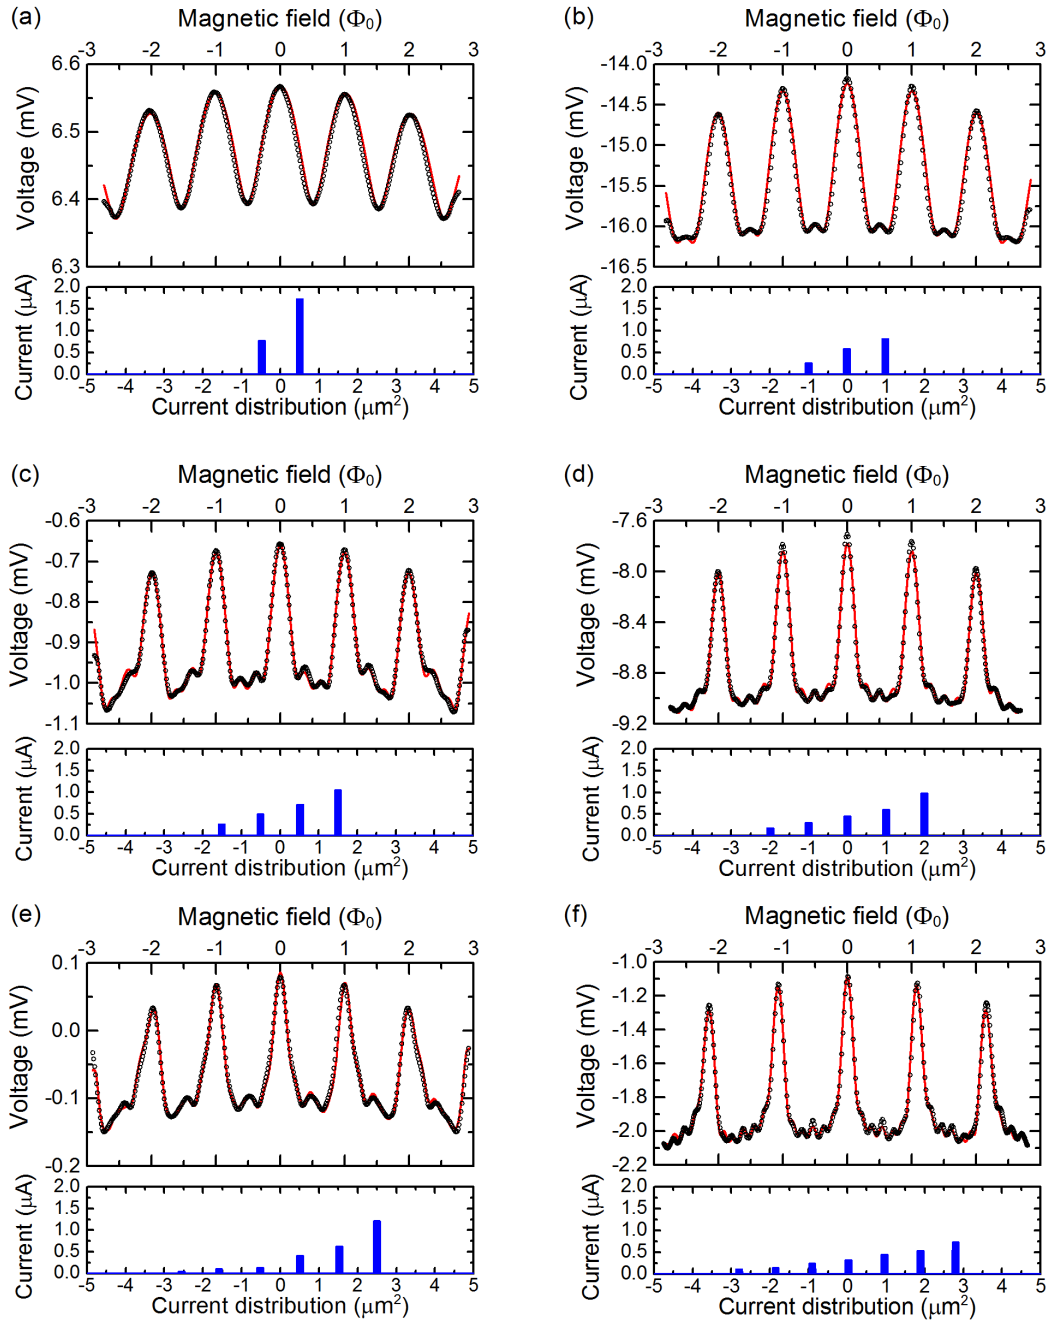 (a)
Magnetic field (Φ₀)
-3 -2 -1 0 1 2 3
6.6
6.5
6.4
6.3
Voltage (mV)
2.0
1.5
1.0
0.5
0.0
Current (μA)
-5 -4 -3 -2 -1 0 1 2 3 4 5
Current distribution (μm²)
(b)
Magnetic field (Φ₀)
-3 -2 -1 0 1 2 3
-14.0
-14.5
-15.0
-15.5
-16.0
-16.5
Voltage (mV)
2.0
1.5
1.0
0.5
0.0
Current (μA)
-5 -4 -3 -2 -1 0 1 2 3 4 5
Current distribution (μm²)
(c)
Magnetic field (Φ₀)
-3 -2 -1 0 1 2 3
-0.6
-0.7
-0.8
-0.9
-1.0
-1.1
Voltage (mV)
2.0
1.5
1.0
0.5
0.0
Current (μA)
-5 -4 -3 -2 -1 0 1 2 3 4 5
Current distribution (μm²)
(d)
Magnetic field (Φ₀)
-3 -2 -1 0 1 2 3
-7.6
-8.0
-8.4
-8.8
-9.2
Voltage (mV)
2.0
1.5
1.0
0.5
0.0
Current (μA)
-5 -4 -3 -2 -1 0 1 2 3 4 5
Current distribution (μm²)
(e)
Magnetic field (Φ₀)
-3 -2 -1 0 1 2 3
0.1
0.0
-0.1
-0.2
Voltage (mV)
2.0
1.5
1.0
0.5
0.0
Current (μA)
-5 -4 -3 -2 -1 0 1 2 3 4 5
Current distribution (μm²)
(f)
Magnetic field (Φ₀)
-3 -2 -1 0 1 2 3
-1.0
-1.2
-1.4
-1.6
-1.8
-2.0
-2.2
Voltage (mV)
2.0
1.5
1.0
0.5
0.0
Current (μA)
-5 -4 -3 -2 -1 0 1 2 3 4 5
Current distribution (μm²)